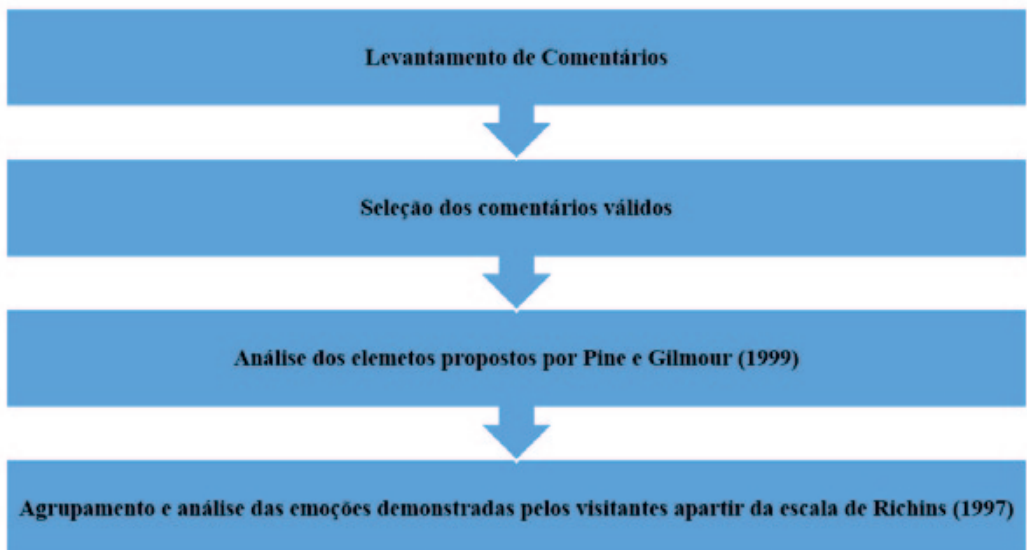 Levantamento de Comentários
Seleção dos comentários válidos
Análise dos elemetos propostos por Pine e Gilmour (1999)
Agrupamento e análise das emoções demonstradas pelos visitantes apartir da escala de Richins (1997)